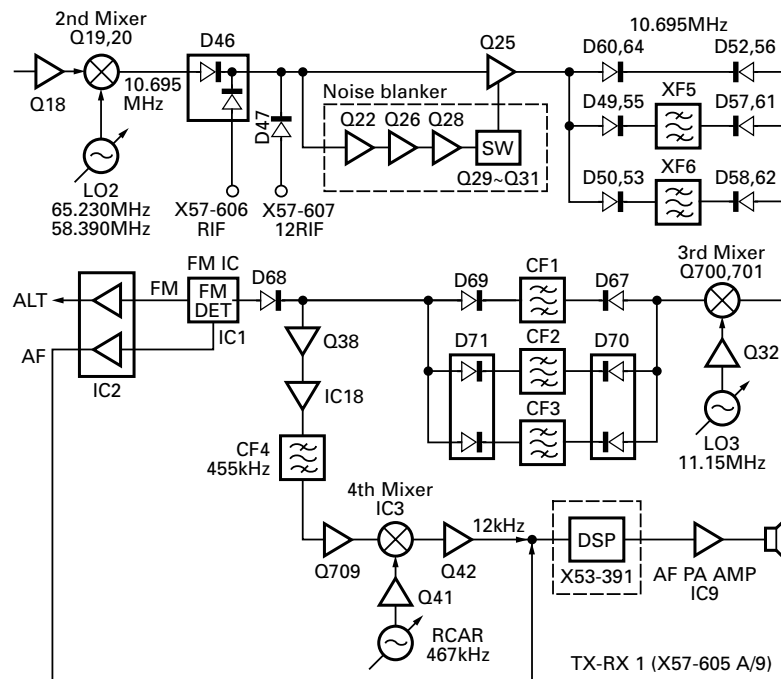 2nd Mixer
Q19,20
D46
Q25
10.695MHz
D60,64
D52,56
Q18
10.695
MHz
Noise blanker
D47
Q22
Q26
Q28
SW
Q29~Q31
D49,55
XF5
D57,61
D50,53
XF6
D58,62
LO2
65.230MHz
58.390MHz
X57-606
RIF
X57-607
12RIF
3rd Mixer
Q700,701
FM IC
FM
FM
DET
D68
D69
CF1
D67
ALT
AF
IC1
IC2
Q38
D71
CF2
D70
Q32
IC18
CF3
LO3
11.15MHz
CF4
455kHz
4th Mixer
IC3
12kHz
DSP
Q709
Q42
X53-391
AF PA AMP
IC9
Q41
RCAR
467kHz
TX-RX 1 (X57-605 A/9)